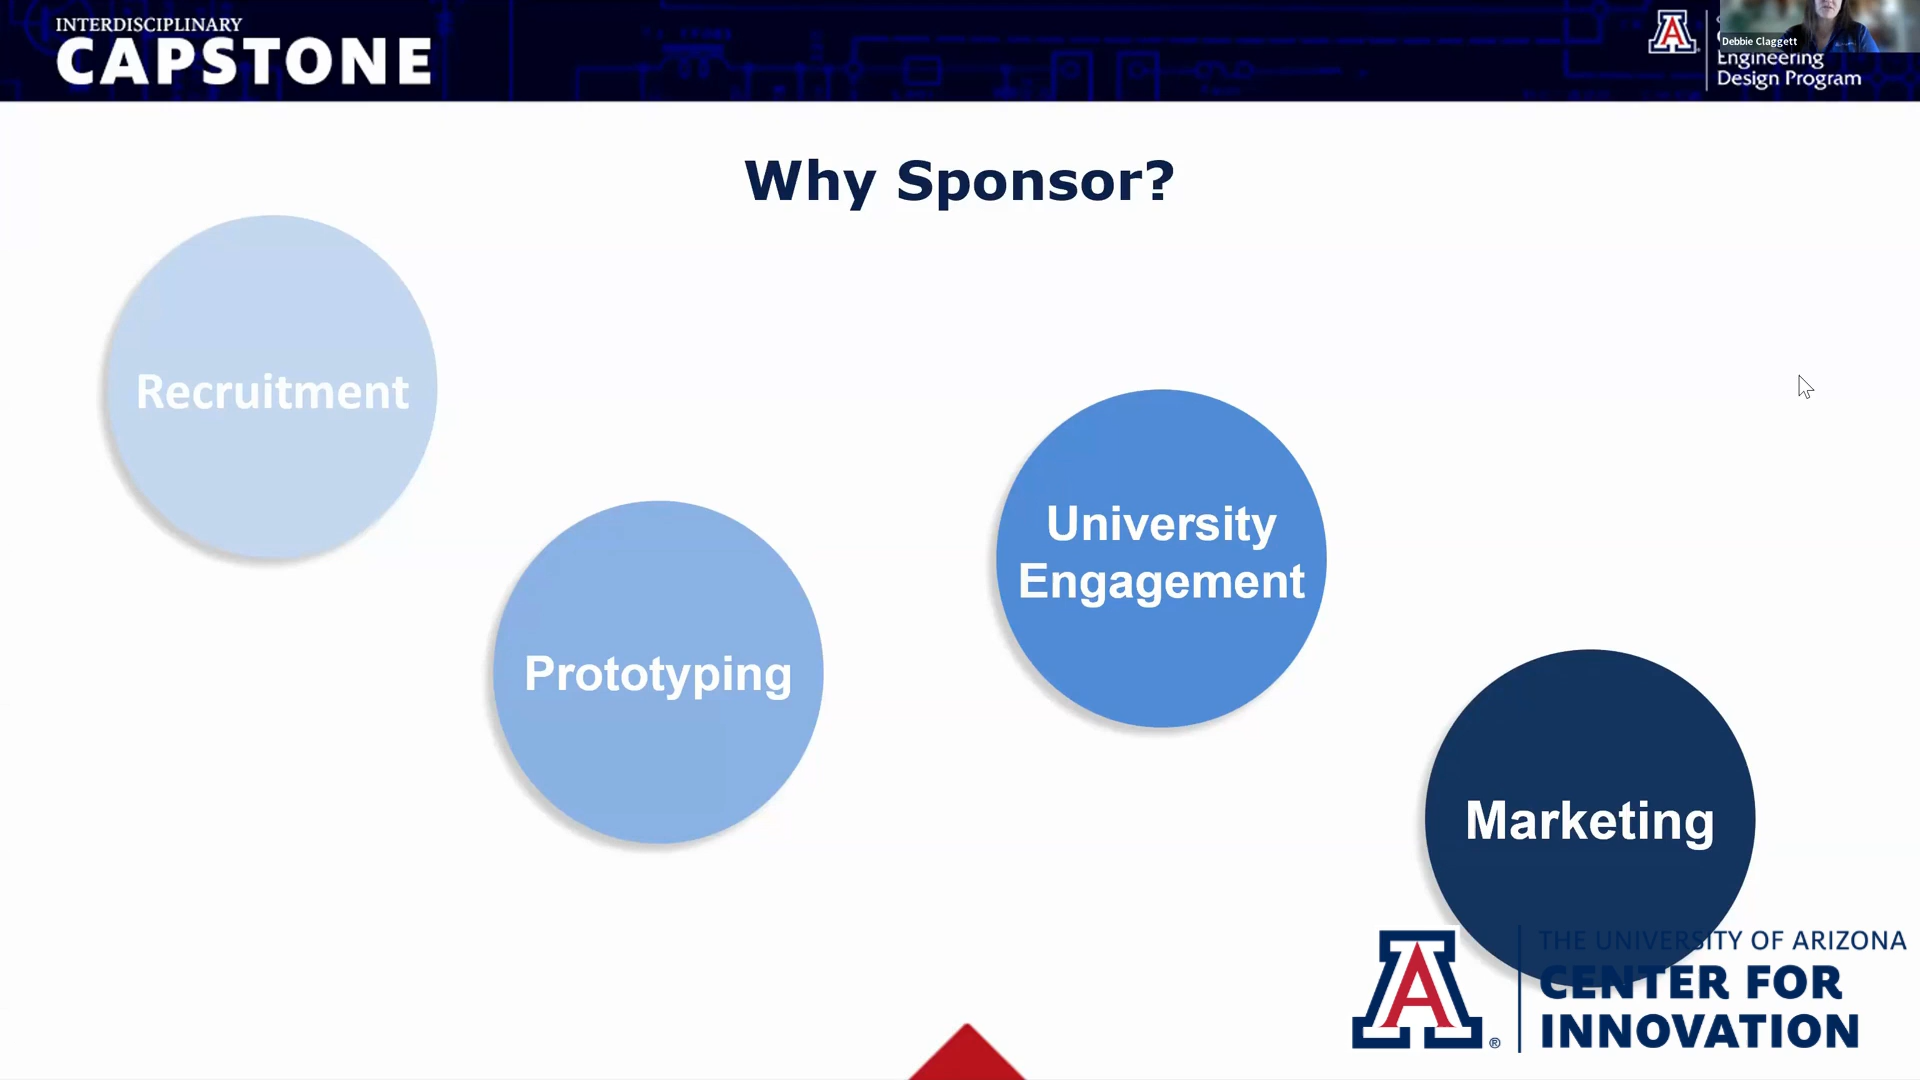 INTERDISCIPLINARY
CAPSTONE
Debbie Claggett
Engineering
Design Program
Why Sponsor?
Recruitment
Prototyping
University
Engagement
Marketing
THE UNIVERSITY OF ARIZONA
CENTER FOR
INNOVATION
®